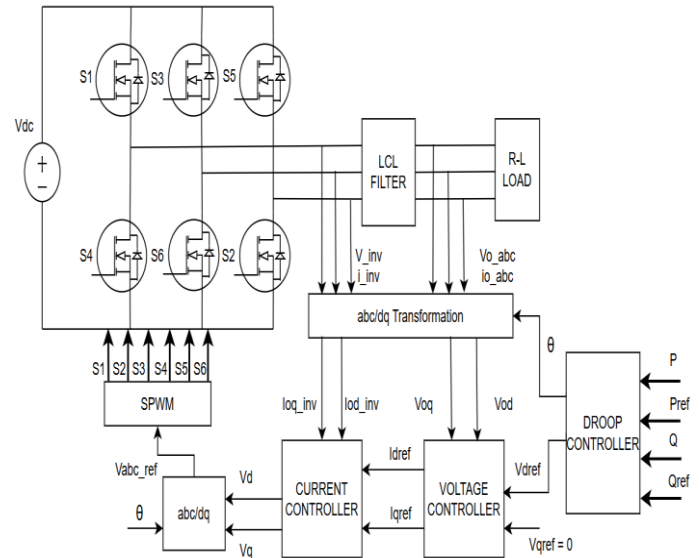 S1
S3
S5
Vdc
LCL
FILTER
R-L
LOAD
S4
S6
S2
V_inv
i_inv
Vo_abc
io_abc
abc/dq Transformation
θ
S1
S2
S3
S4
S5
S6
SPWM
Ioq_inv
Iod_inv
Voq
Vod
P
Pref
Q
Qref
DROOP
CONTROLLER
Vabc_ref
Idref
Vdref
Vd
CURRENT
CONTROLLER
VOLTAGE
CONTROLLER
θ
abc/dq
Iqref
Vq
Vqref = 0